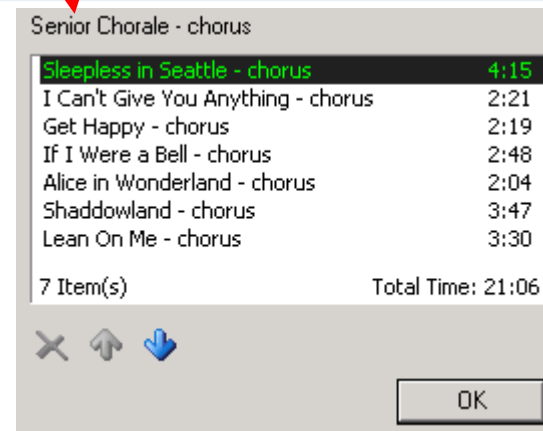 Senior Chorale - chorus
Sleepless in Seattle - chorus 4:15
I Can't Give You Anything - chorus 2:21
Get Happy - chorus 2:19
If I Were a Bell - chorus 2:48
Alice in Wonderland - chorus 2:04
Shaddowland - chorus 3:47
Lean On Me - chorus 3:30
7 Item(s) Total Time: 21:06
OK